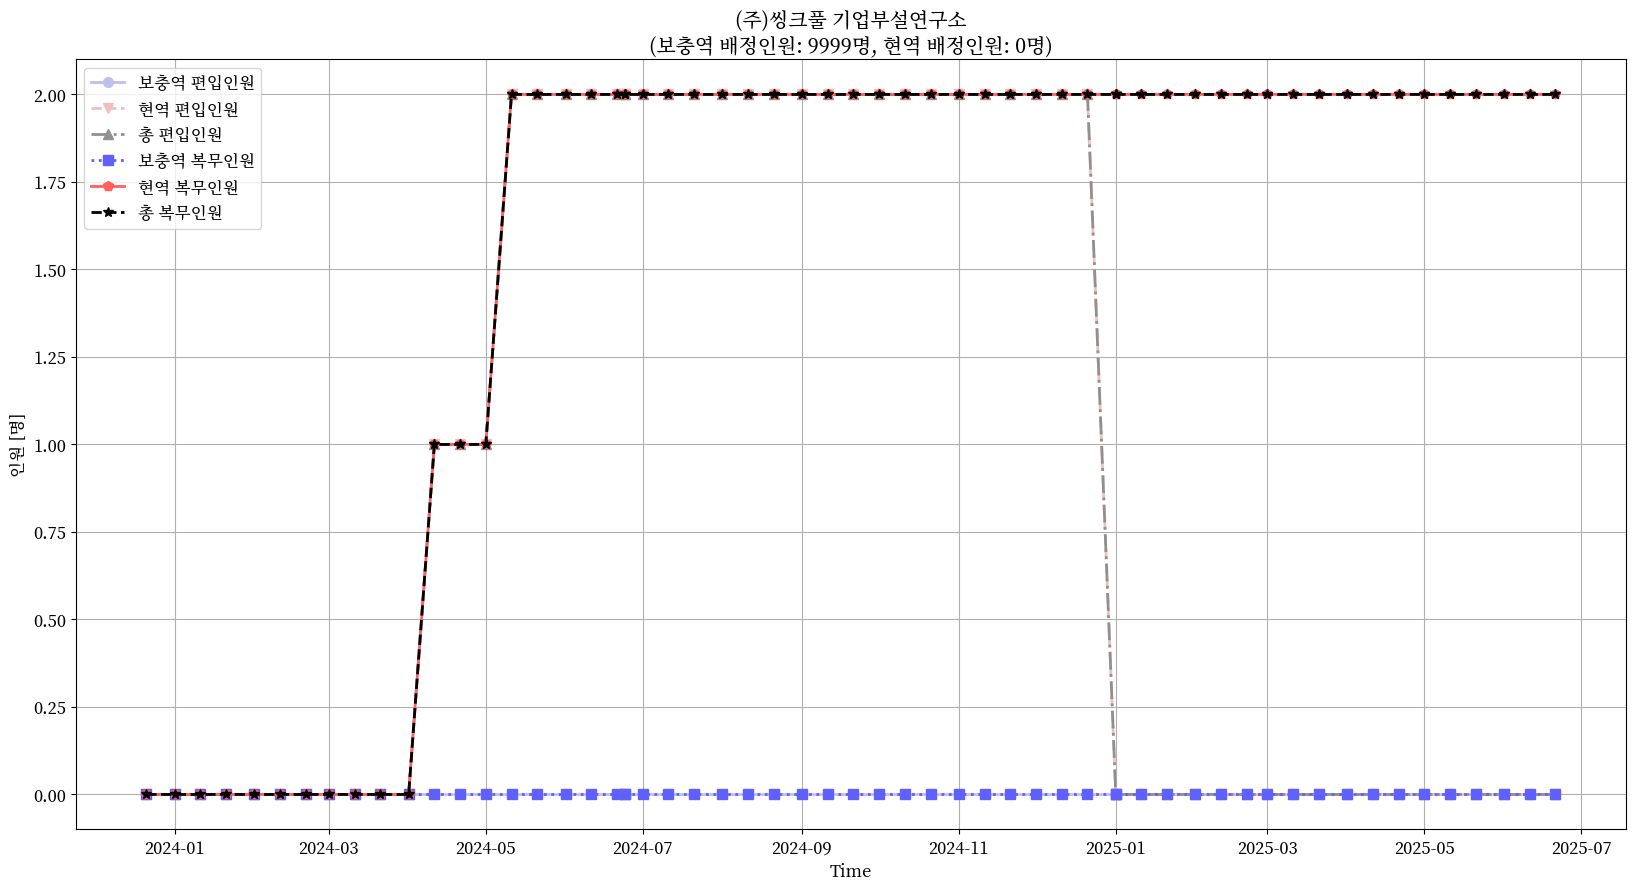 (주)씽크풀 기업부설연구소
(보충역 배정인원: 9999명, 현역 배정인원: 0명)
보충역 편입인원
현역 편입인원
총 편입인원
보충역 복무인원
현역 복무인원
총 복무인원
2.00
1.75
1.50
1.25
1.00
0.75
0.50
0.25
0.00
인원 [명]
2024-01
2024-03
2024-05
2024-07
2024-09
2024-11
2025-01
2025-03
2025-05
2025-07
Time